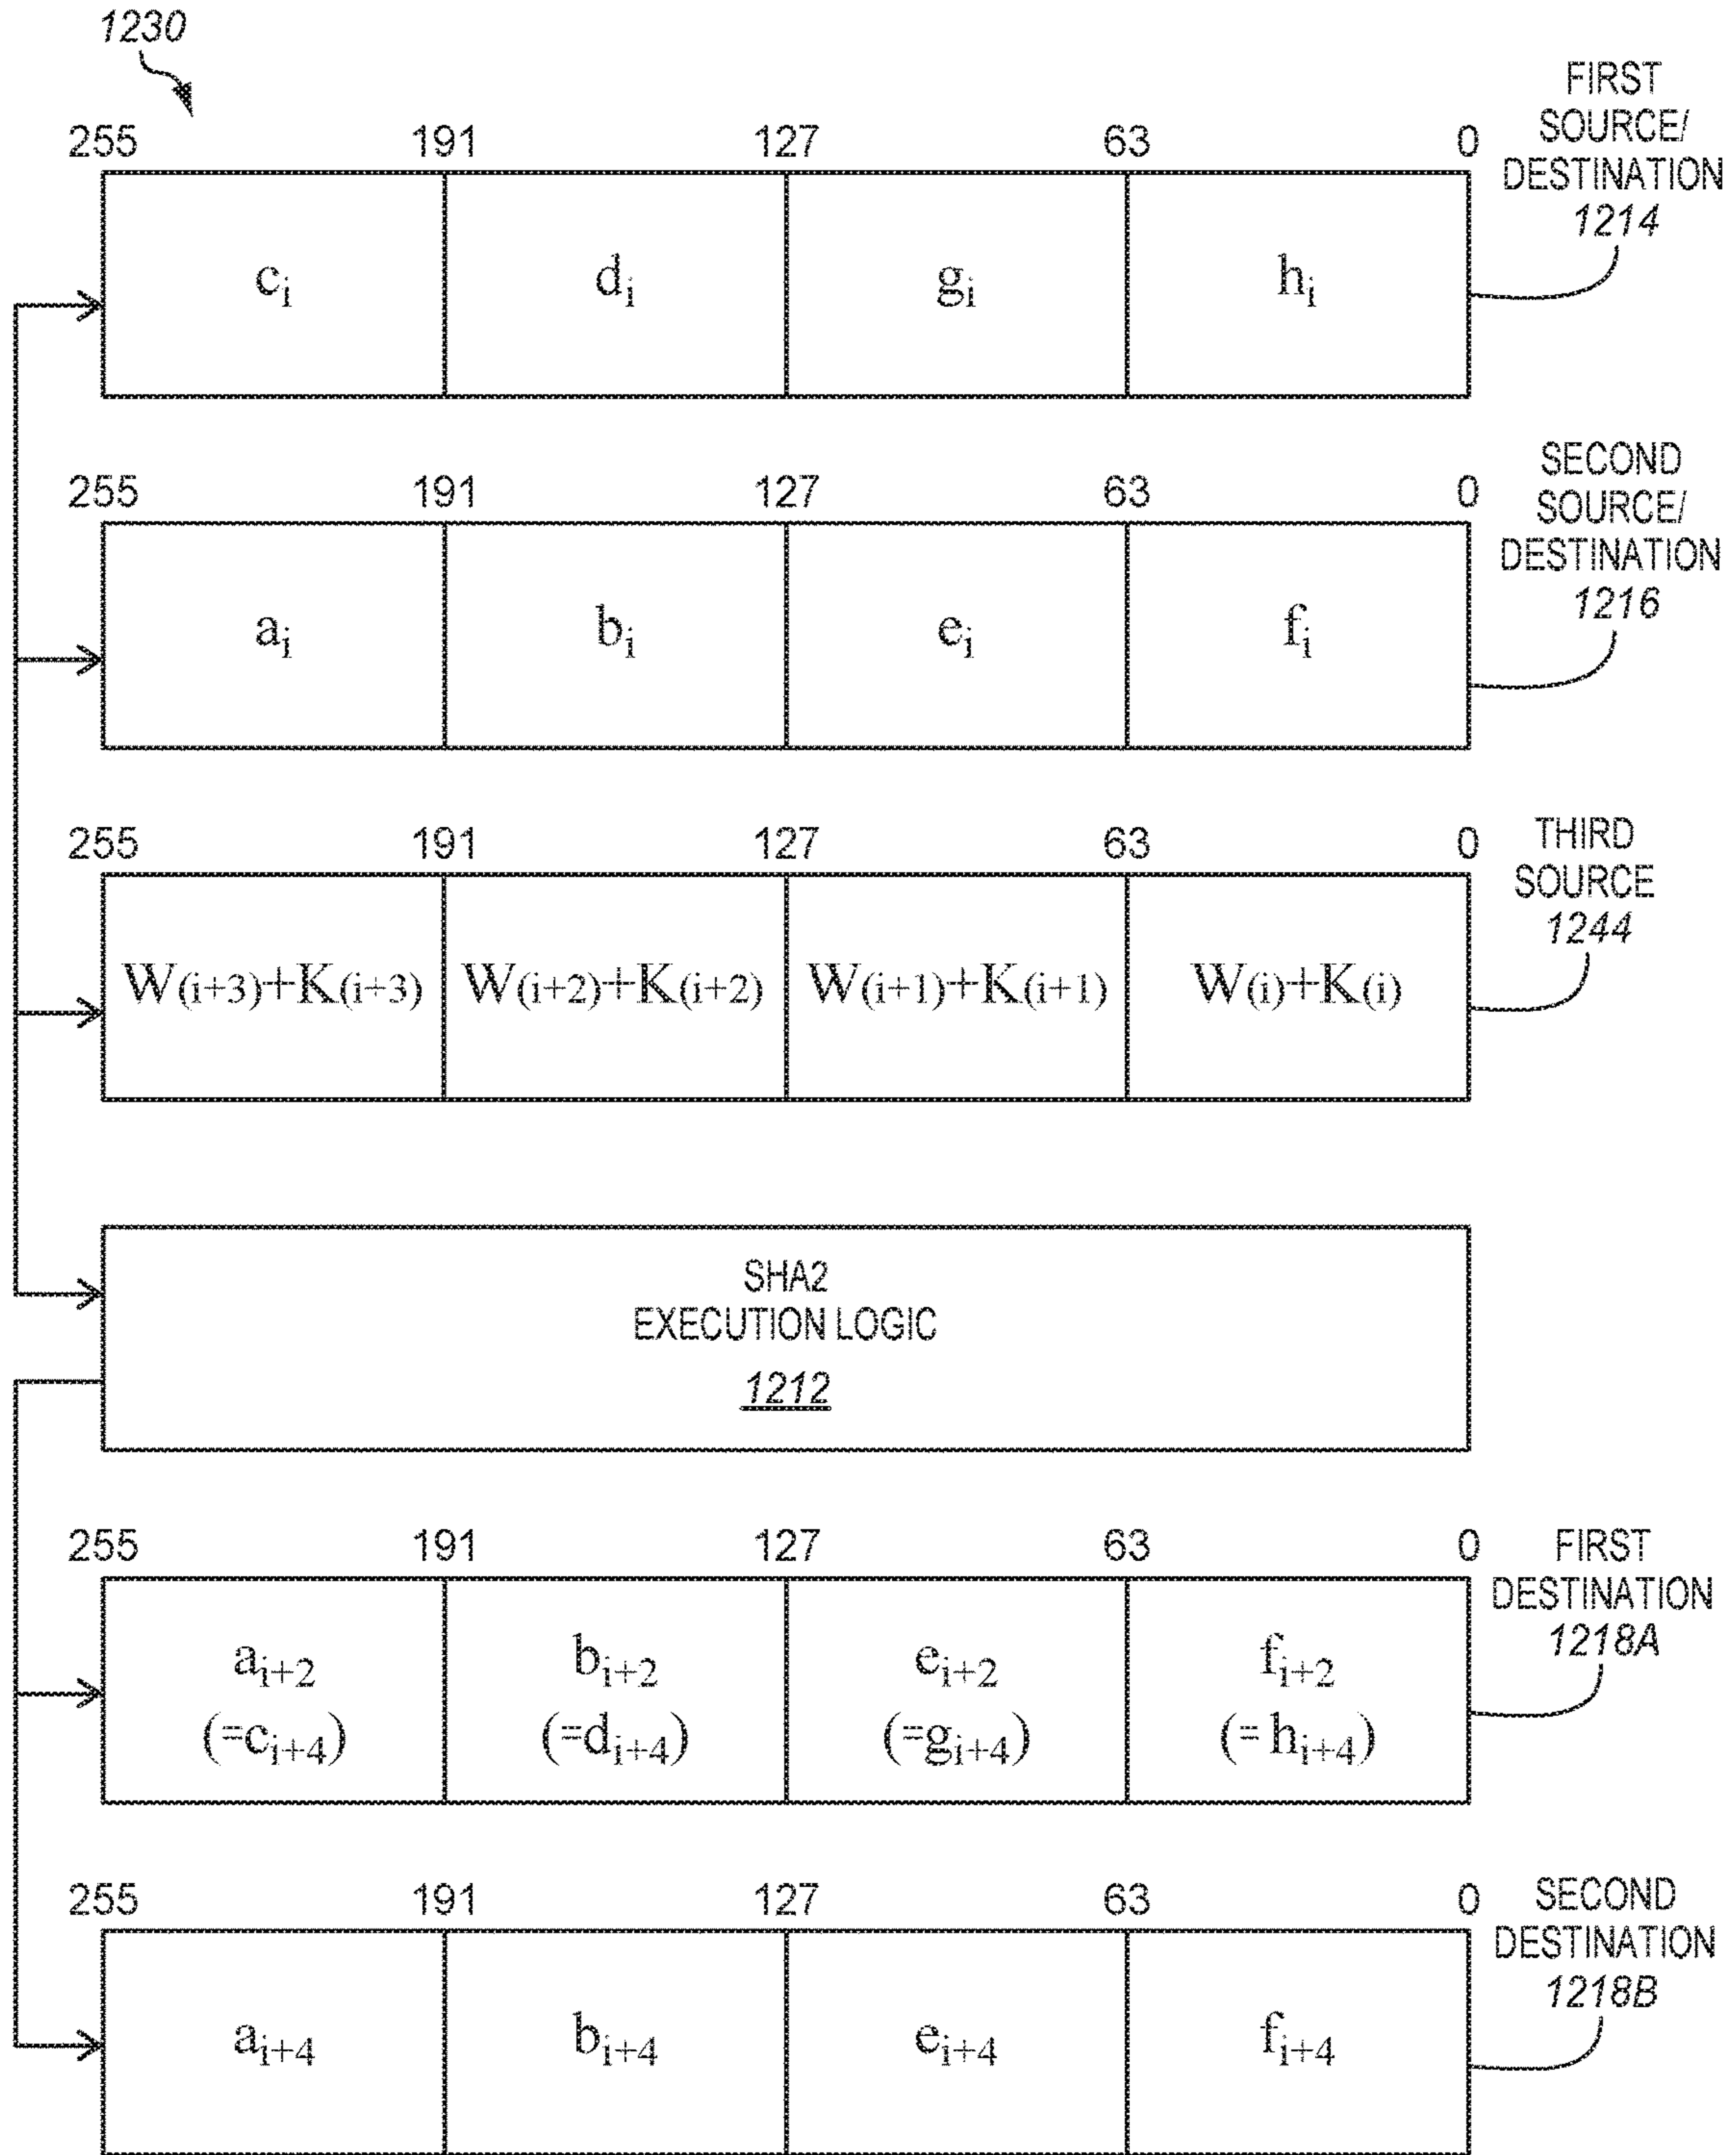 1230
FIRST
SOURCE/
DESTINATION
1214
255 191 127 63 0
cᵢ dᵢ gᵢ hᵢ
SECOND
SOURCE/
DESTINATION
1216
255 191 127 63 0
aᵢ bᵢ eᵢ fᵢ
THIRD
SOURCE
1244
255 191 127 63 0
W(i+3)+K(i+3) W(i+2)+K(i+2) W(i+1)+K(i+1) W(i)+K(i)
SHA2
EXECUTION LOGIC
1212
255 191 127 63 0
FIRST
DESTINATION
1218A
aᵢ₊₂ bᵢ₊₂ eᵢ₊₂ fᵢ₊₂
(=cᵢ₊₄) (=dᵢ₊₄) (=gᵢ₊₄) (= hᵢ₊₄)
255 191 127 63 0
SECOND
DESTINATION
1218B
aᵢ₊₄ bᵢ₊₄ eᵢ₊₄ fᵢ₊₄